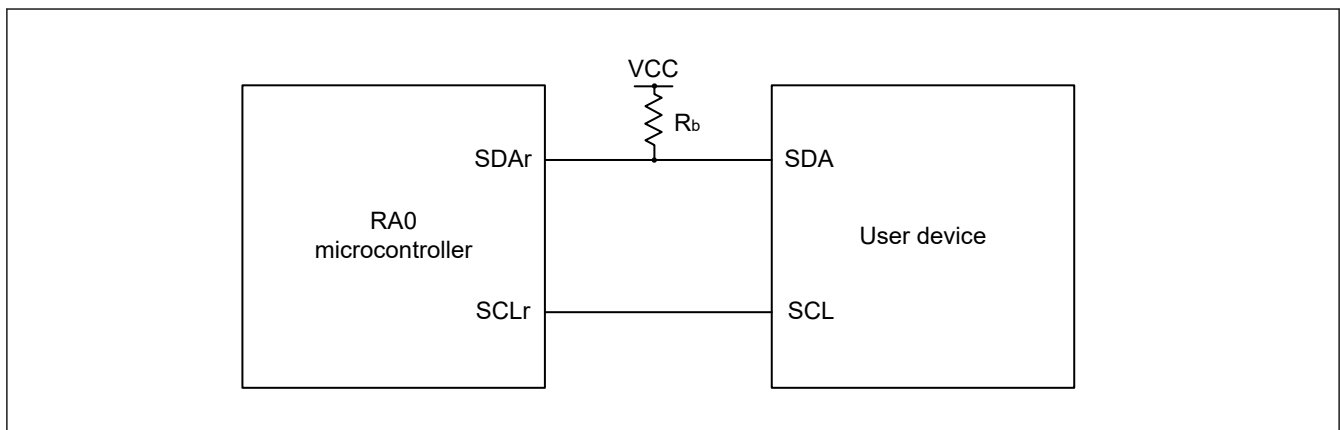 VCC
Rb
SDAr
SDA
RA0
microcontroller
User device
SCLr
SCL